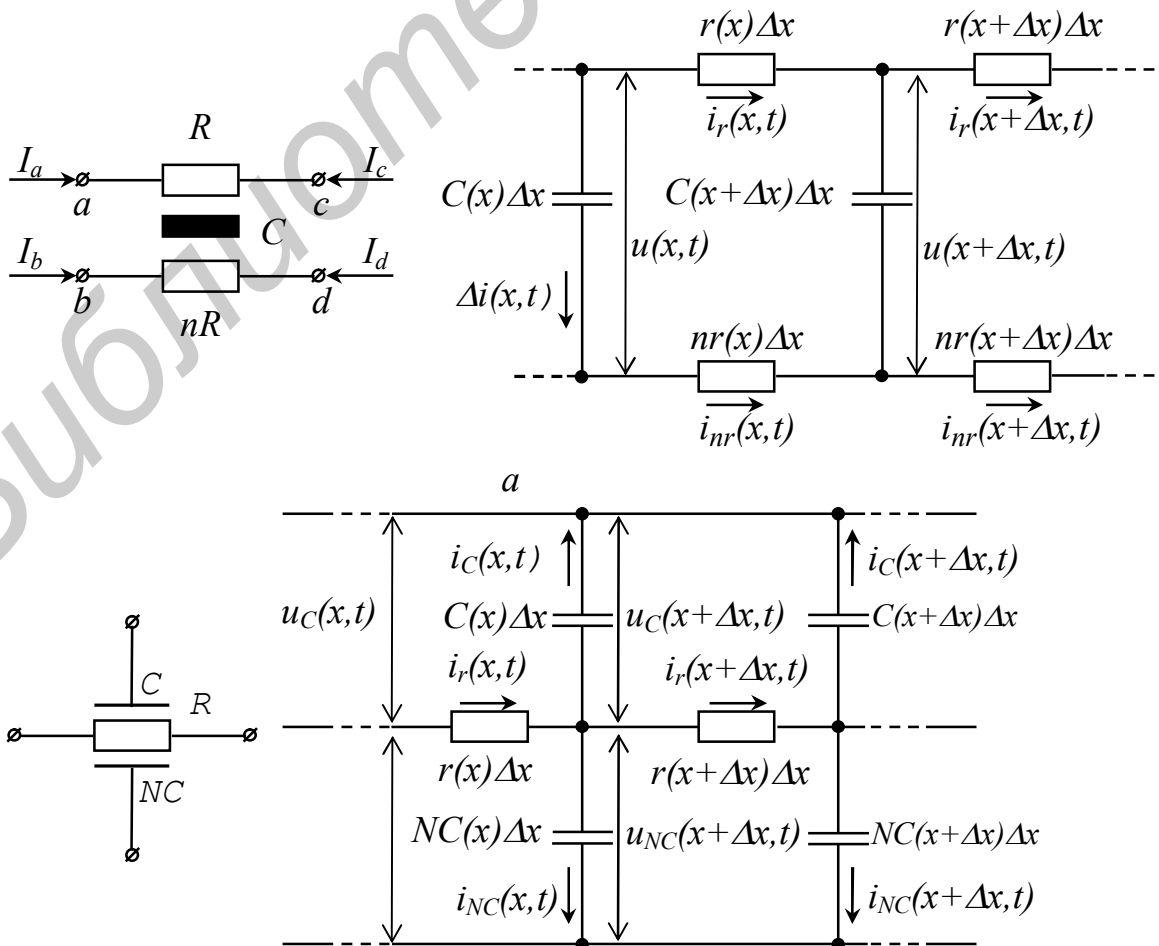 r(x)Δx
r(x+Δx)Δx
i_r(x,t)
i_r(x+Δx,t)
R
I_a
I_c
a
c
C
I_b
I_d
b
d
nR
C(x)Δx
C(x+Δx)Δx
u(x,t)
u(x+Δx,t)
Δi(x,t)
nr(x)Δx
nr(x+Δx)Δx
i_nr(x,t)
i_nr(x+Δx,t)
a
i_C(x,t)
i_C(x+Δx,t)
u_C(x,t)
C(x)Δx
u_C(x+Δx,t)
C(x+Δx)Δx
i_r(x,t)
i_r(x+Δx,t)
C
R
NC
r(x)Δx
r(x+Δx)Δx
NC(x)Δx
u_NC(x+Δx,t)
NC(x+Δx)Δx
i_NC(x,t)
i_NC(x+Δx,t)
библиоте